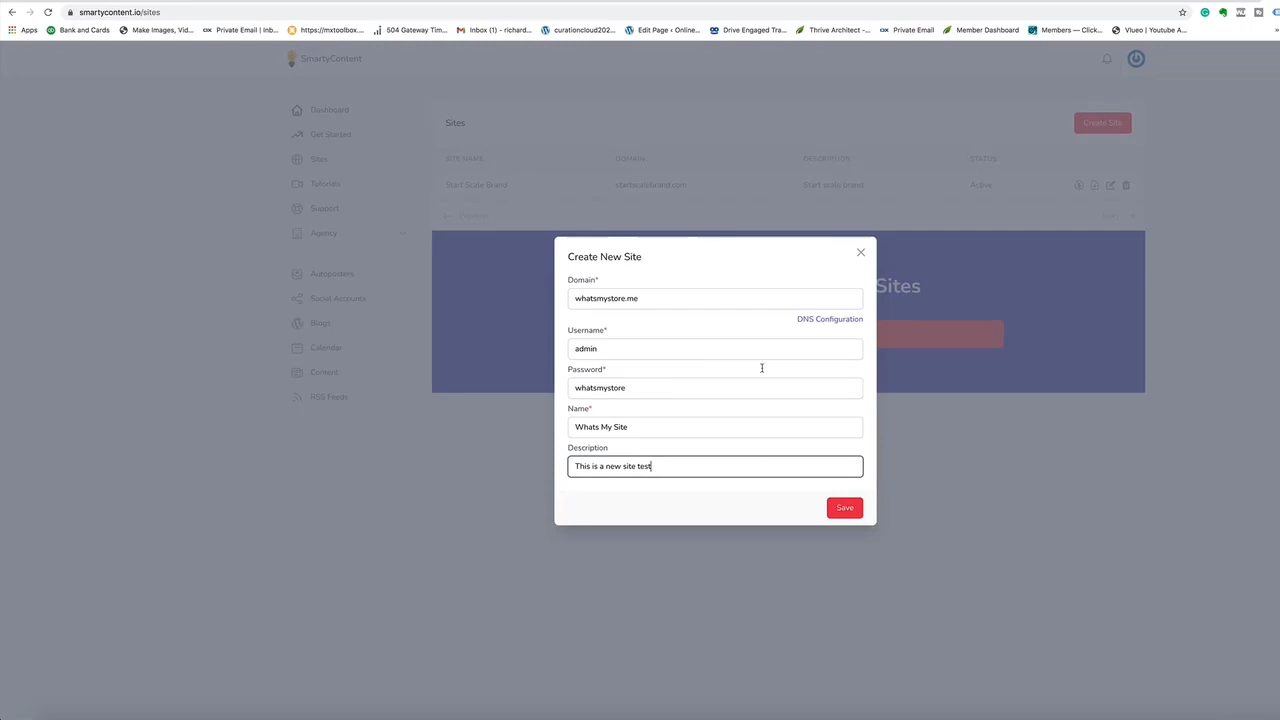 smartycontent.io/sites
Apps Bank and Cards Make Images, Vid... Private Email | Inb... https://mxtoolbox.... 504 Gateway Tim... Inbox (1) - richard... curationcloud202... Edit Page ‹ Online... Drive Engaged Tra... Thrive Architect -... Private Email Member Dashboard Members — Click... Vlueo | Youtube A... »
SmartyContent
Dashboard
Get Started
Sites
Tutorials
Support
Agency
Autoposters
Social Accounts
Blogs
Calendar
Content
RSS Feeds
Sites
Create Site
SITE NAME DOMAIN DESCRIPTION STATUS
Start Scale Brand startscalebrand.com Start scale brand Active
Sites
Create New Site
Domain*
whatsmystore.me
DNS Configuration
Username*
admin
Password*
whatsmystore
Name*
Whats My Site
Description
This is a new site test
Save